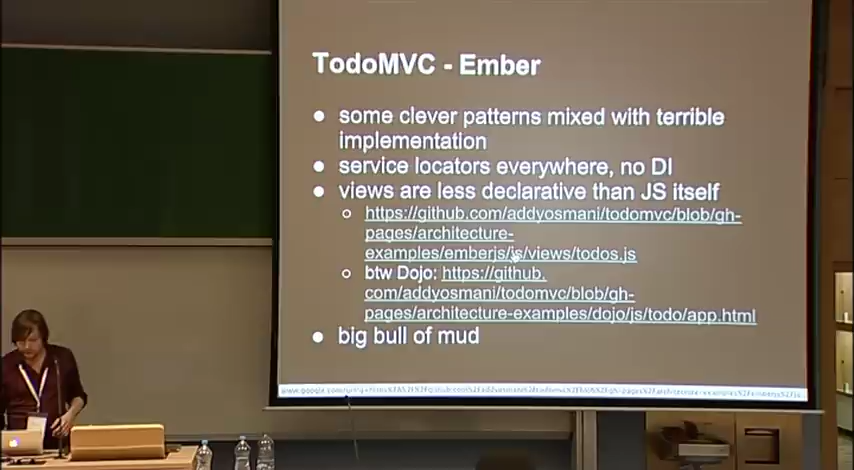 TodoMVC - Ember
some clever patterns mixed with terrible
implementation
service locators everywhere, no DI
views are less declarative than JS itself
https://github.com/addyosmani/todomvc/blob/gh-
pages/architecture-
examples/emberjs/js/views/todos.js
btw Dojo: https://github.
com/addyosmani/todomvc/blob/gh-
pages/architecture-examples/dojo/js/todo/app.html
big bull of mud